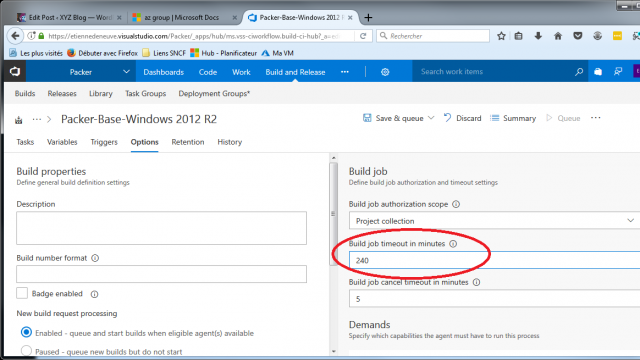 Edit Post ‹ XYZ Blog — Word
az group | Microsoft Docs
Packer-Base-Windows 2012 R2
https://etiennedeneuve.visualstudio.com/Packer/_apps/hub/ms.vss-ciworkflow.build-ci-hub?_a=edit
Rechercher
Les plus visités
Débuter avec Firefox
Liens SNCF
Hub - Planificateur
Ma VM
Packer
Dashboards
Code
Work
Build and Release
Search work items
Builds
Releases
Library
Task Groups
Deployment Groups*
... > Packer-Base-Windows 2012 R2
Save & queue
Discard
Summary
Queue
...
Tasks
Variables
Triggers
Options
Retention
History
Build properties
Define general build definition settings
Description
Build number format
Badge enabled
New build request processing
Enabled - queue and start builds when eligible agent(s) available
Paused - queue new builds but do not start
Build job
Define build job authorization and timeout settings
Build job authorization scope
Project collection
Build job timeout in minutes
240
Build job cancel timeout in minutes
5
Demands
Specify which capabilities the agent must have to run this process